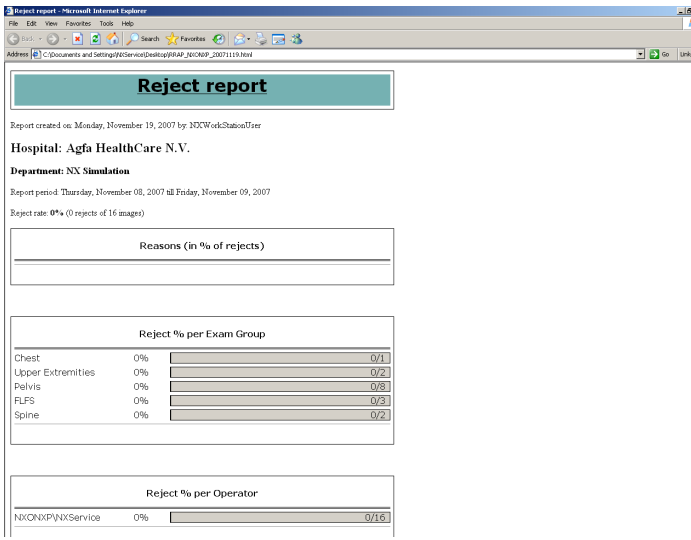 Reject report - Microsoft Internet Explorer
File Edit View Favorites Tools Help
Back Search Favorites
Address C:\Documents and Settings\NXService\Desktop\RRAP_NXONXP_20071119.html Go
Reject report
Report created on: Monday, November 19, 2007 by: NXWorkStationUser
Hospital: Agfa HealthCare N.V.
Department: NX Simulation
Report period: Thursday, November 08, 2007 till Friday, November 09, 2007
Reject rate: 0% (0 rejects of 16 images)
Reasons (in % of rejects)
Reject % per Exam Group
Chest 0% 0/1
Upper Extremities 0% 0/2
Pelvis 0% 0/8
FLFS 0% 0/3
Spine 0% 0/2
Reject % per Operator
NXONXP\NXService 0% 0/16